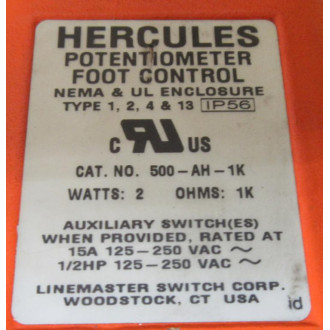 HERCULES
POTENTIOMETER
FOOT CONTROL
NEMA & UL ENCLOSURE
TYPE 1, 2, 4 & 13 IP56
C RU US
CAT. NO. 500-AH-1K
WATTS: 2 OHMS: 1K
AUXILIARY SWITCH(ES)
WHEN PROVIDED, RATED AT
15A 125-250 VAC ~
1/2HP 125-250 VAC ~
LINEMASTER SWITCH CORP.
WOODSTOCK, CT USA
id